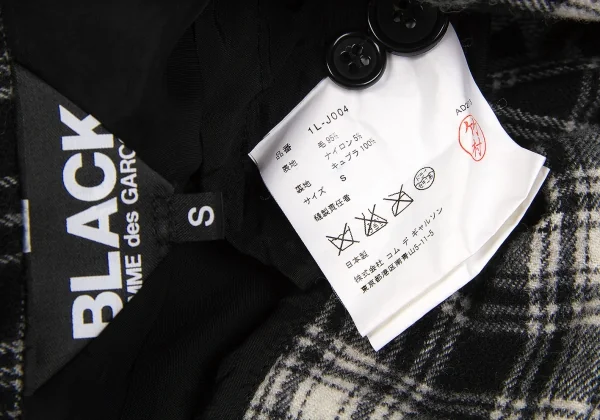 BLACK
MME des GARÇ
S
AD201
品番 1L-J004
表地 毛 95%
ナイロン 5%
裏地 キュプラ 100%
サイズ S
縫製責任者
日本製
株式会社 コム デ ギャルソン
東京都港区南青山5-11-5